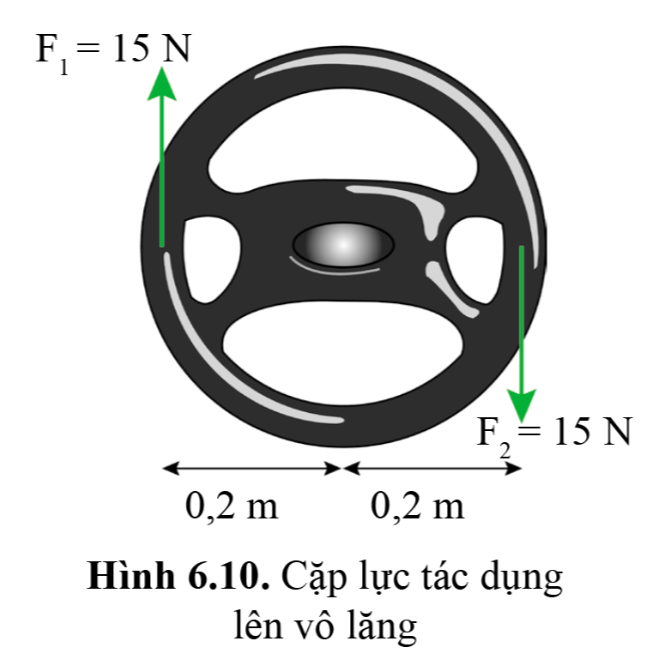 F₁ = 15 N
F₂ = 15 N
0,2 m 0,2 m
Hình 6.10. Cặp lực tác dụng
lên vô lăng